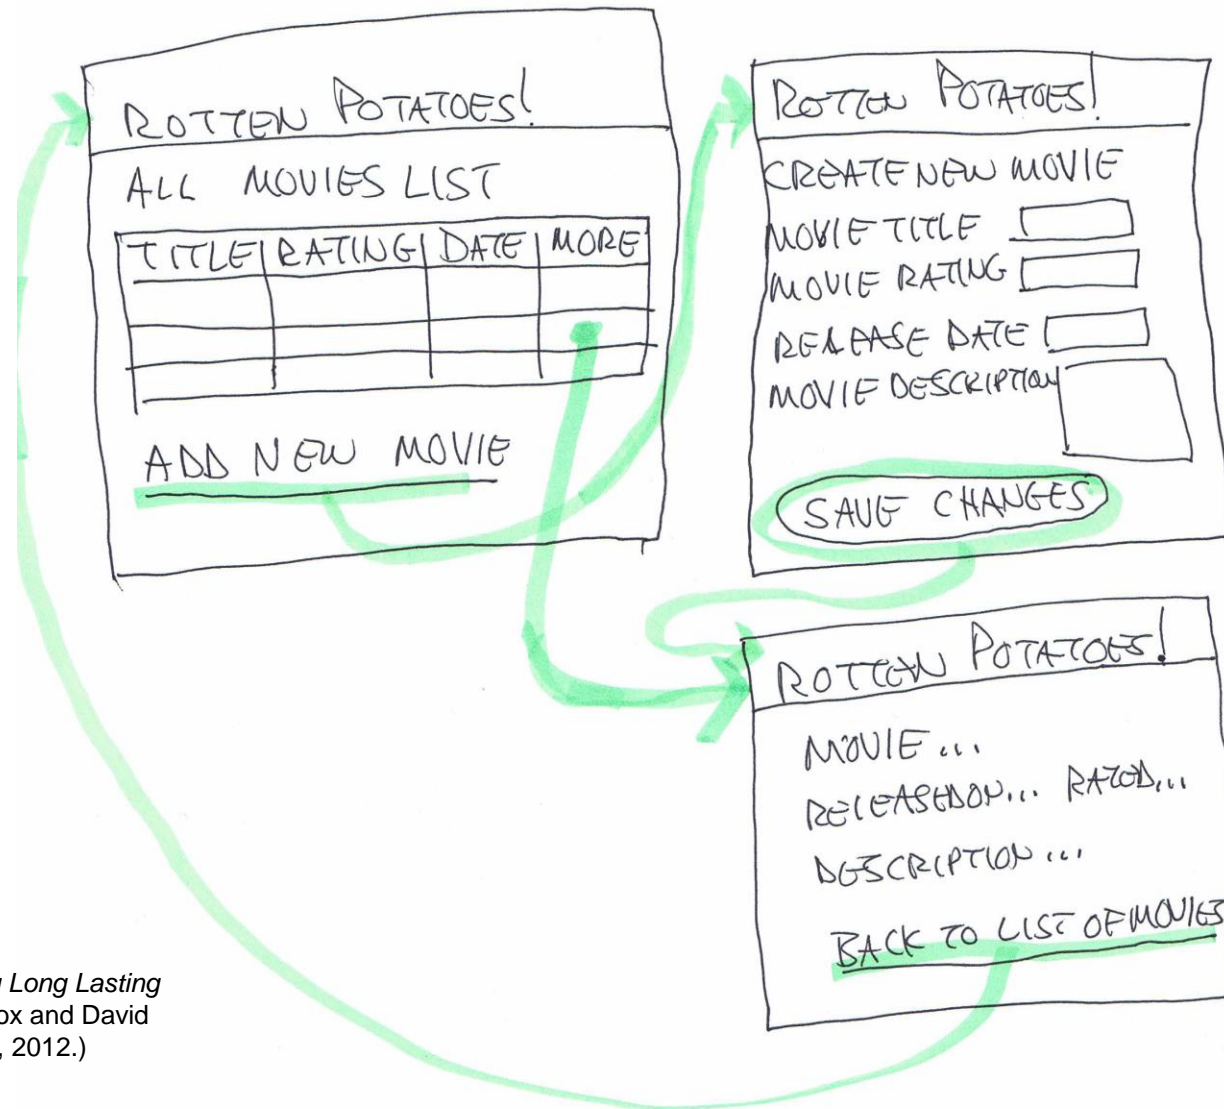 ROTTEN POTATOES!
ALL MOVIES LIST
TITLE RATING DATE MORE
ADD NEW MOVIE
ROTTEN POTATOES!
CREATE NEW MOVIE
MOVIE TITLE
MOVIE RATING
RELEASE DATE
MOVIE DESCRIPTION
SAVE CHANGES
ROTTEN POTATOES!
MOVIE ...
RELEASED ON... RATED...
DESCRIPTION ...
BACK TO LIST OF MOVIES
Long Lasting
ox and David
, 2012.)